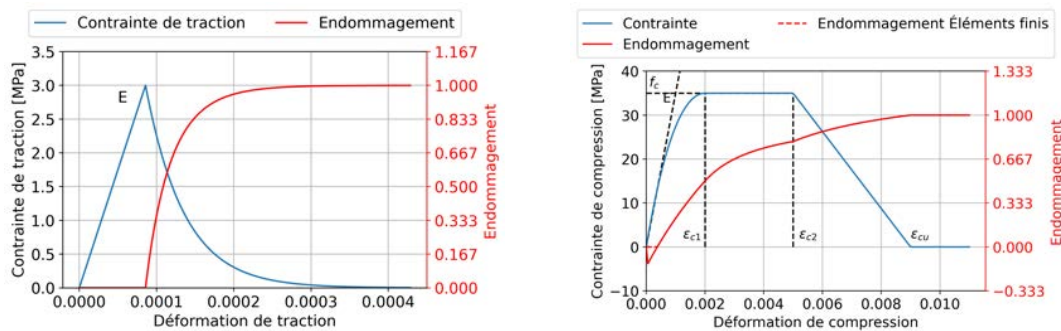 Contrainte de traction
Endommagement
Contrainte de traction [MPa]
3.5
3.0
2.5
2.0
1.5
1.0
0.5
0.0
E
1.167
1.000
0.833
0.667
0.500
0.333
0.167
0.000
Endommagement
0.0000
0.0001
0.0002
0.0003
0.0004
Déformation de traction
Contrainte
Endommagement Éléments finis
Endommagement
Contrainte de compression [MPa]
40
30
20
10
0
−10
f_c
E
ε_c1
ε_c2
ε_cu
1.333
1.000
0.667
0.333
0.000
-0.333
Endommagement
0.000
0.002
0.004
0.006
0.008
0.010
Déformation de compression